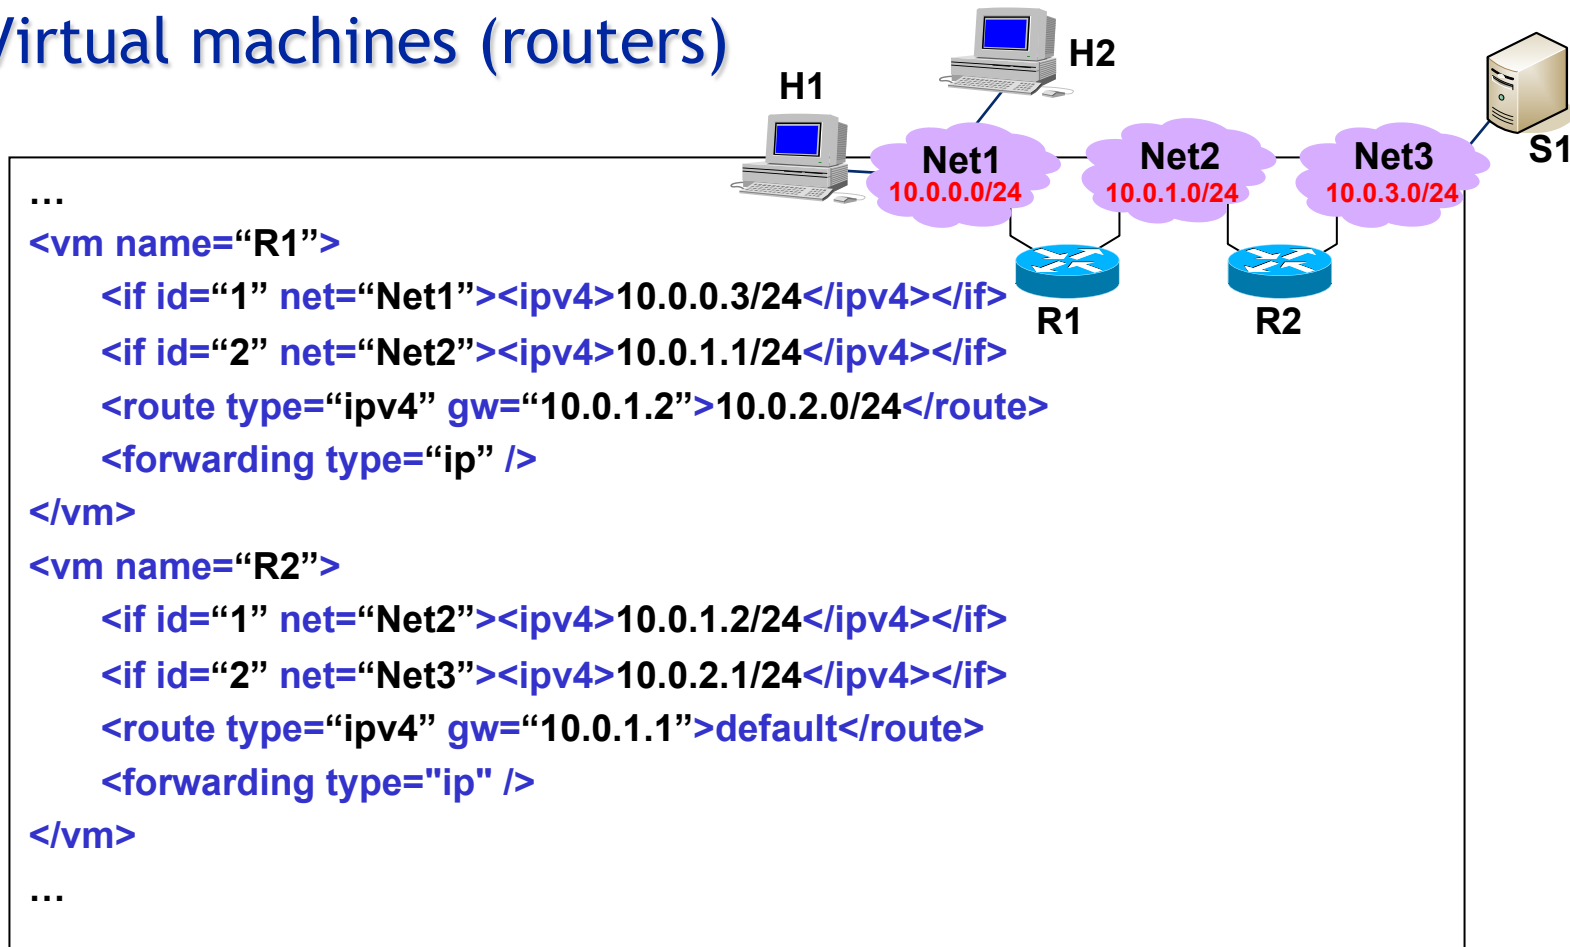 Virtual machines (routers)
H2
H1
S1
Net1
10.0.0.0/24
Net2
10.0.1.0/24
Net3
10.0.3.0/24
R1
R2
…
<vm name=“R1”>
<if id=“1” net=“Net1”><ipv4>10.0.0.3/24</ipv4></if>
<if id=“2” net=“Net2”><ipv4>10.0.1.1/24</ipv4></if>
<route type=“ipv4” gw=“10.0.1.2”>10.0.2.0/24</route>
<forwarding type=“ip” />
</vm>
<vm name=“R2”>
<if id=“1” net=“Net2”><ipv4>10.0.1.2/24</ipv4></if>
<if id=“2” net=“Net3”><ipv4>10.0.2.1/24</ipv4></if>
<route type=“ipv4” gw=“10.0.1.1”>default</route>
<forwarding type="ip" />
</vm>
…